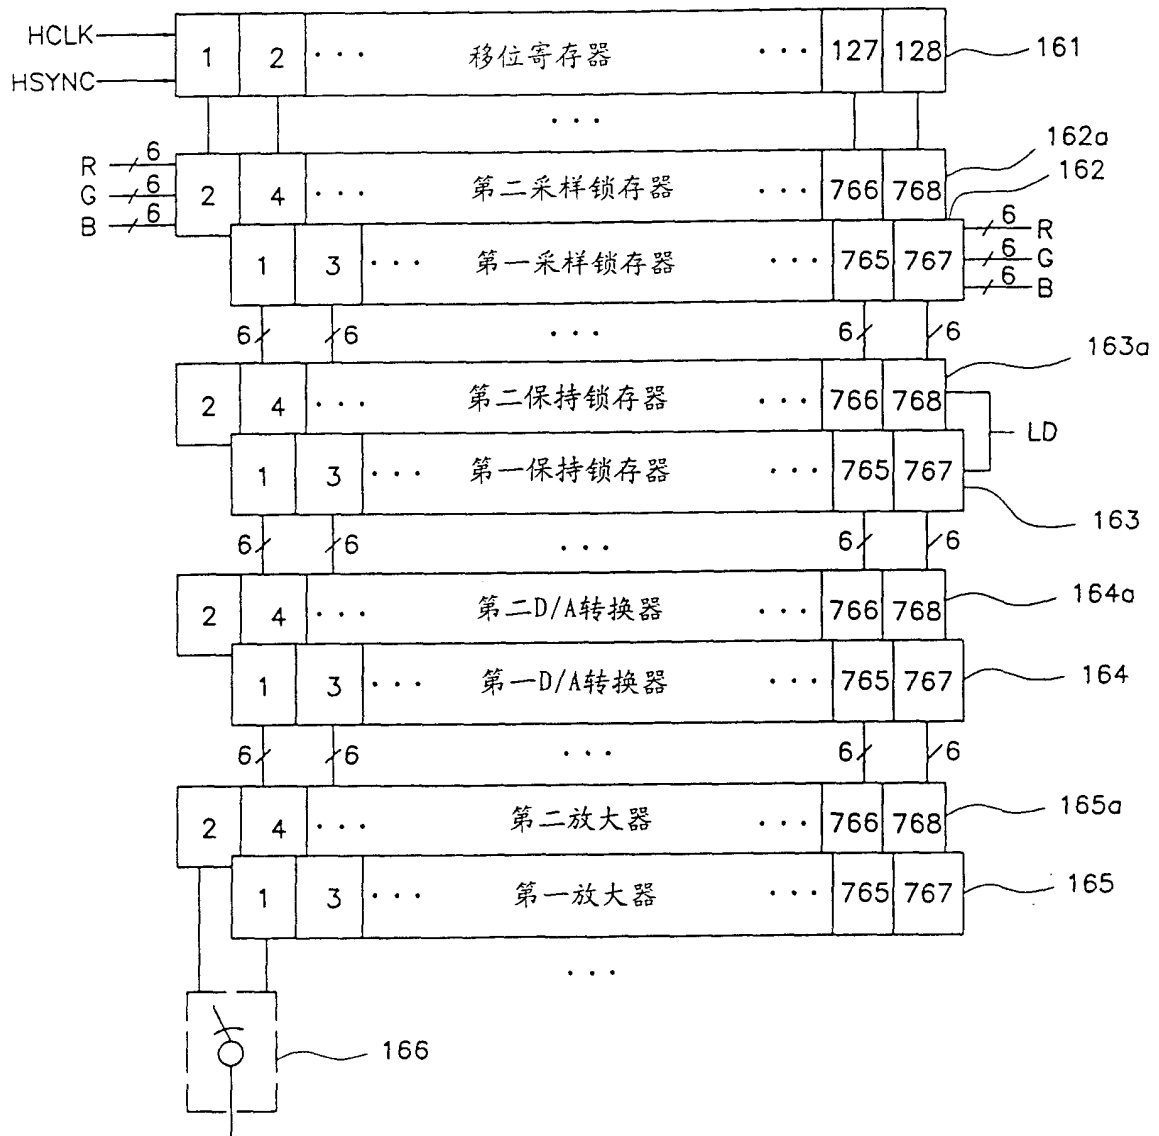 HCLK
HSYNC
1 2 ··· 移位寄存器 ··· 127 128
161
···
R 6
G 6
B 6
2 4 ··· 第二采样锁存器 ··· 766 768
162a
162
1 3 ··· 第一采样锁存器 ··· 765 767
6 R
6 G
6 B
6 6 ··· 6 6
2 4 ··· 第二保持锁存器 ··· 766 768
163a
LD
1 3 ··· 第一保持锁存器 ··· 765 767
163
6 6 ··· 6 6
2 4 ··· 第二D/A转换器 ··· 766 768
164a
1 3 ··· 第一D/A转换器 ··· 765 767
164
6 6 ··· 6 6
2 4 ··· 第二放大器 ··· 766 768
165a
1 3 ··· 第一放大器 ··· 765 767
165
···
166